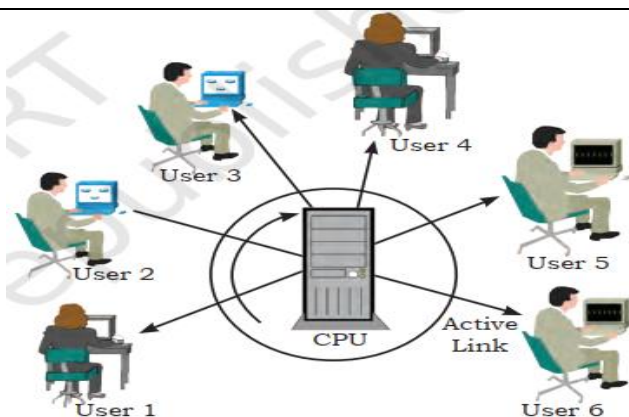 User 4
User 3
User 2
User 5
CPU
Active
Link
User 1
User 6